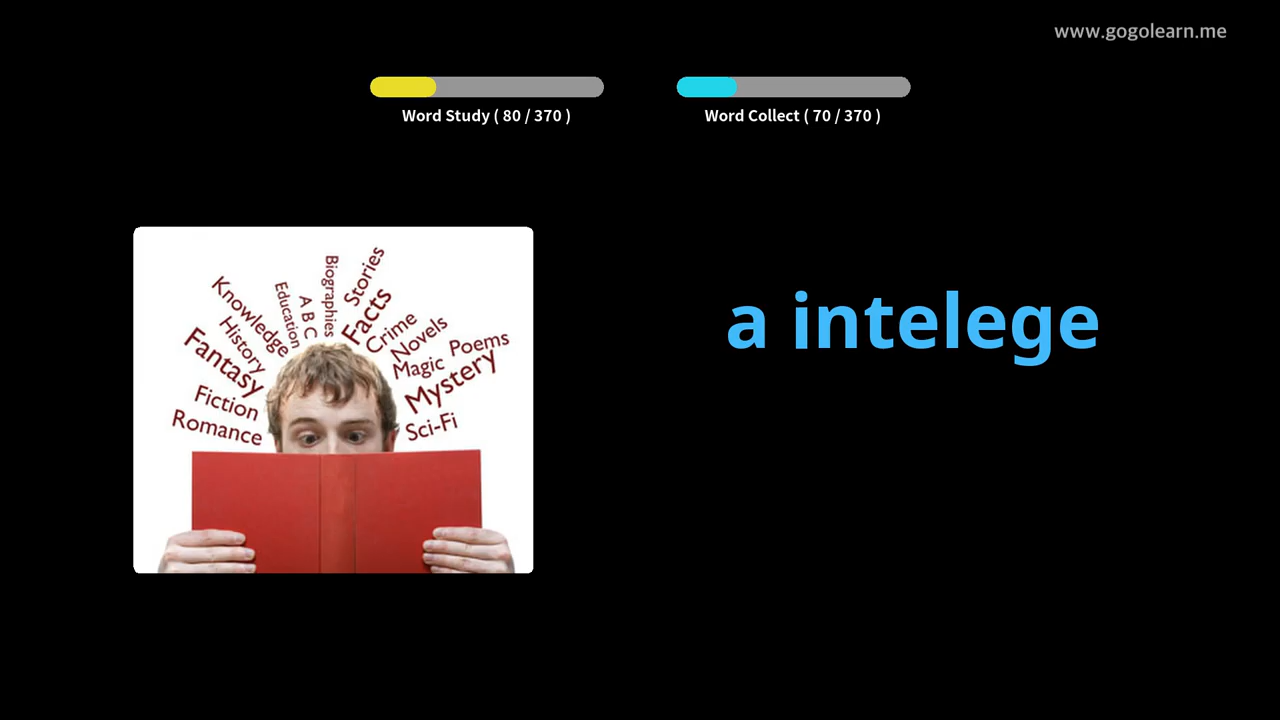 www.gogolearn.me
Word Study ( 80 / 370 )
Word Collect ( 70 / 370 )
a intelege
Biographies
Stories
Education
A B C
Facts
Knowledge
Crime
History
Novels
Poems
Fantasy
Magic
Mystery
Fiction
Sci-Fi
Romance